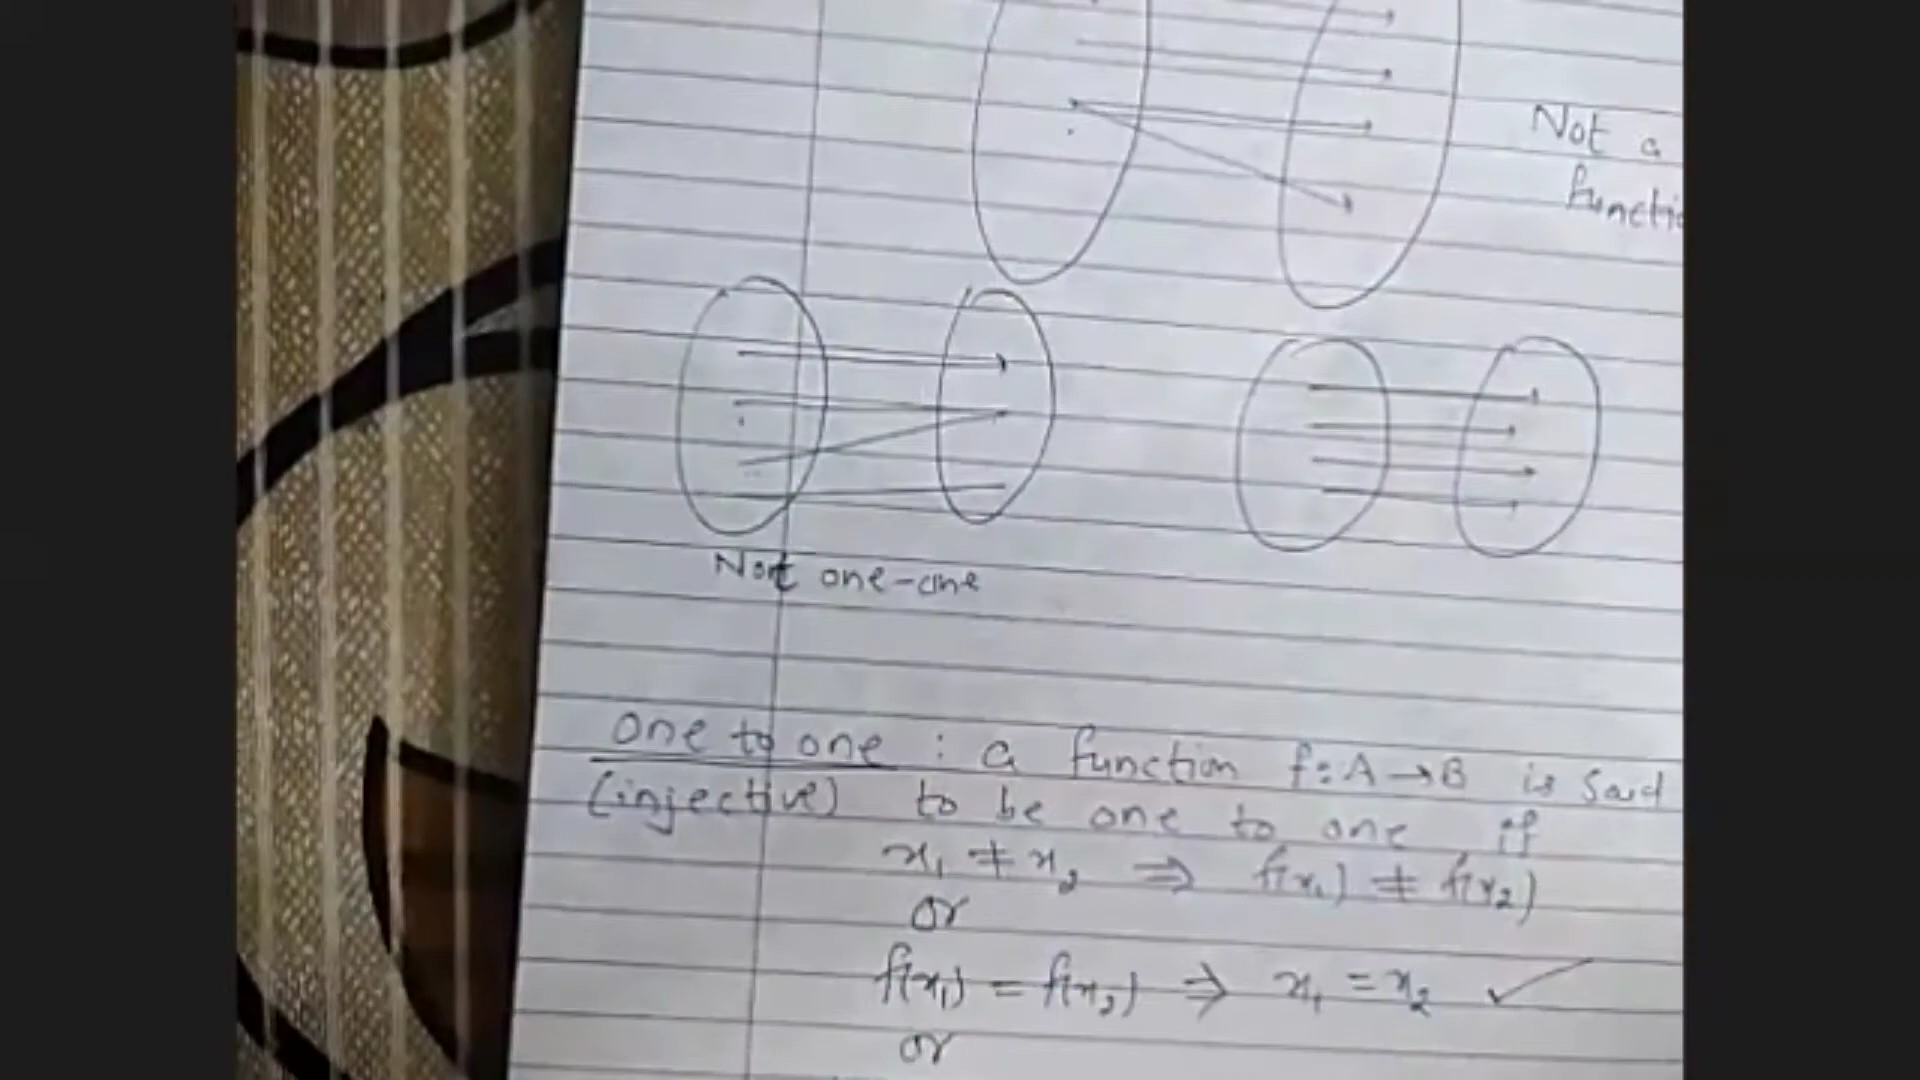 Not a
functio
Not one-one
one to one : a function f: A → B is said
(injective) to be one to one if
x₁ ≠ x₂ ⇒ f(x₁) ≠ f(x₂)
or
f(x₁) = f(x₂) ⇒ x₁ = x₂ ✓
or